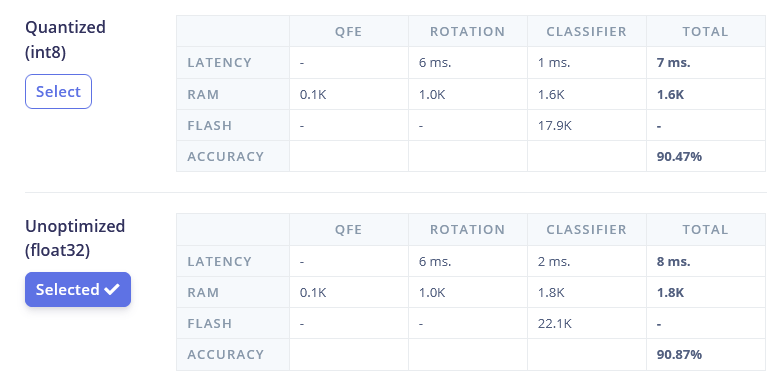 Quantized
(int8)
Select
QFE ROTATION CLASSIFIER TOTAL
LATENCY - 6 ms. 1 ms. 7 ms.
RAM 0.1K 1.0K 1.6K 1.6K
FLASH - - 17.9K -
ACCURACY 90.47%
Unoptimized
(float32)
Selected ✔
QFE ROTATION CLASSIFIER TOTAL
LATENCY - 6 ms. 2 ms. 8 ms.
RAM 0.1K 1.0K 1.8K 1.8K
FLASH - - 22.1K -
ACCURACY 90.87%